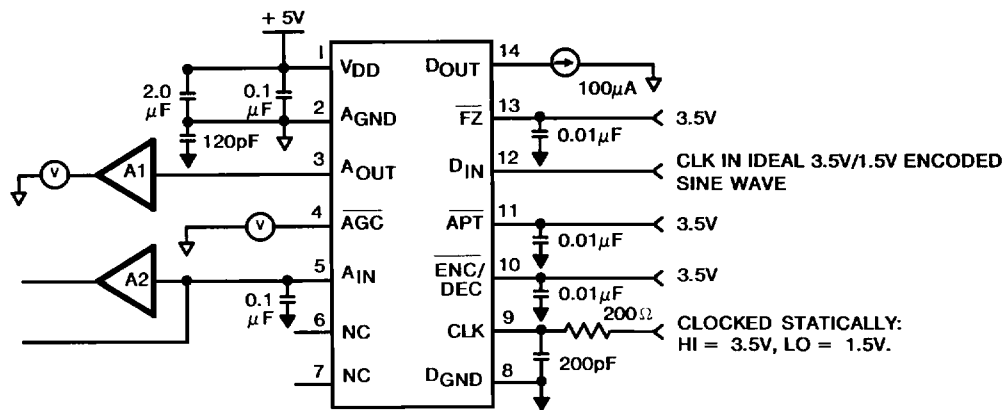 + 5V
1
VDD
DOUT
14
100µA
2.0
µF
0.1
µF
2
AGND
120pF
13
FZ
0.01µF
3.5V
3
AOUT
A1
V
12
DIN
CLK IN IDEAL 3.5V/1.5V ENCODED
SINE WAVE
4
AGC
V
11
APT
0.01µF
3.5V
5
AIN
A2
0.1
µF
10
ENC/
DEC
0.01µF
3.5V
6
NC
9
CLK
200Ω
200pF
CLOCKED STATICALLY:
HI = 3.5V, LO = 1.5V.
7
NC
8
DGND